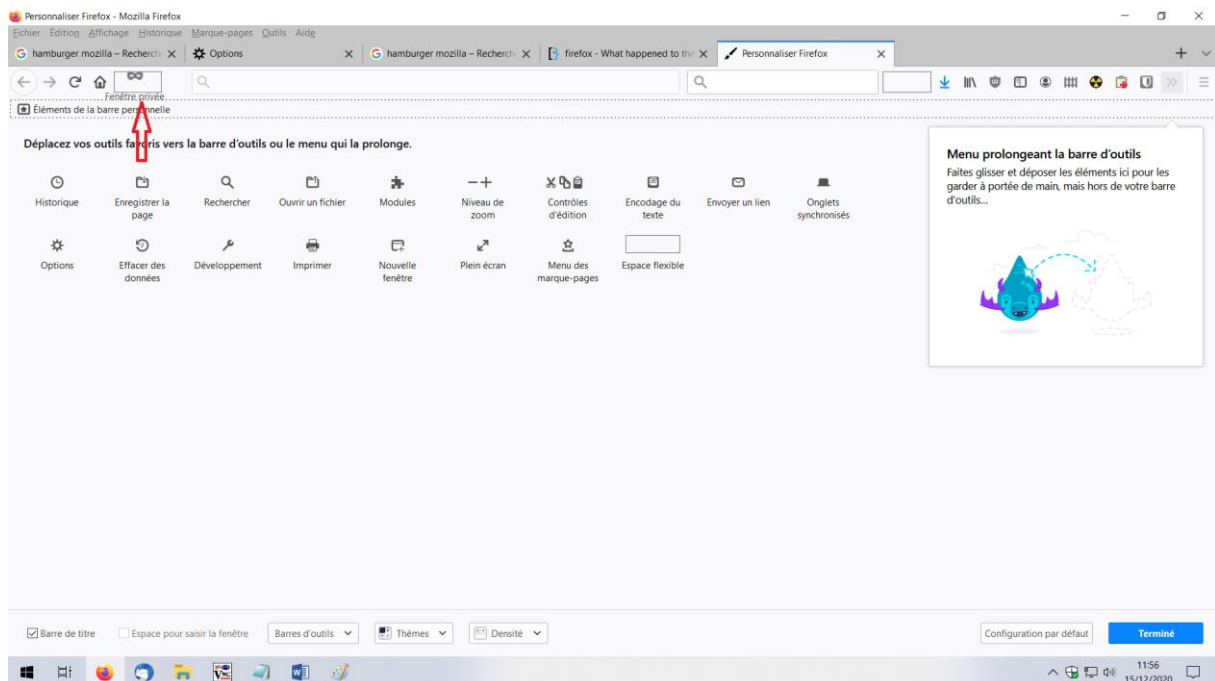 Personnaliser Firefox - Mozilla Firefox
Fichier Édition Affichage Historique Marque-pages Outils Aide
hamburger mozilla – Recherch
Options
hamburger mozilla – Recherch
firefox - What happened to the
Personnaliser Firefox
Fenêtre privée
Éléments de la barre personnelle
Déplacez vos outils favoris vers la barre d'outils ou le menu qui la prolonge.
Historique
Enregistrer la page
Rechercher
Ouvrir un fichier
Modules
Niveau de zoom
Contrôles d'édition
Encodage du texte
Envoyer un lien
Onglets synchronisés
Options
Effacer des données
Développement
Imprimer
Nouvelle fenêtre
Plein écran
Menu des marque-pages
Espace flexible
Menu prolongeant la barre d'outils
Faites glisser et déposer les éléments ici pour les
garder à portée de main, mais hors de votre barre
d'outils...
Barre de titre
Espace pour saisir la fenêtre
Barres d'outils
Thèmes
Densité
Configuration par défaut
Terminé
11:56
15/12/2020